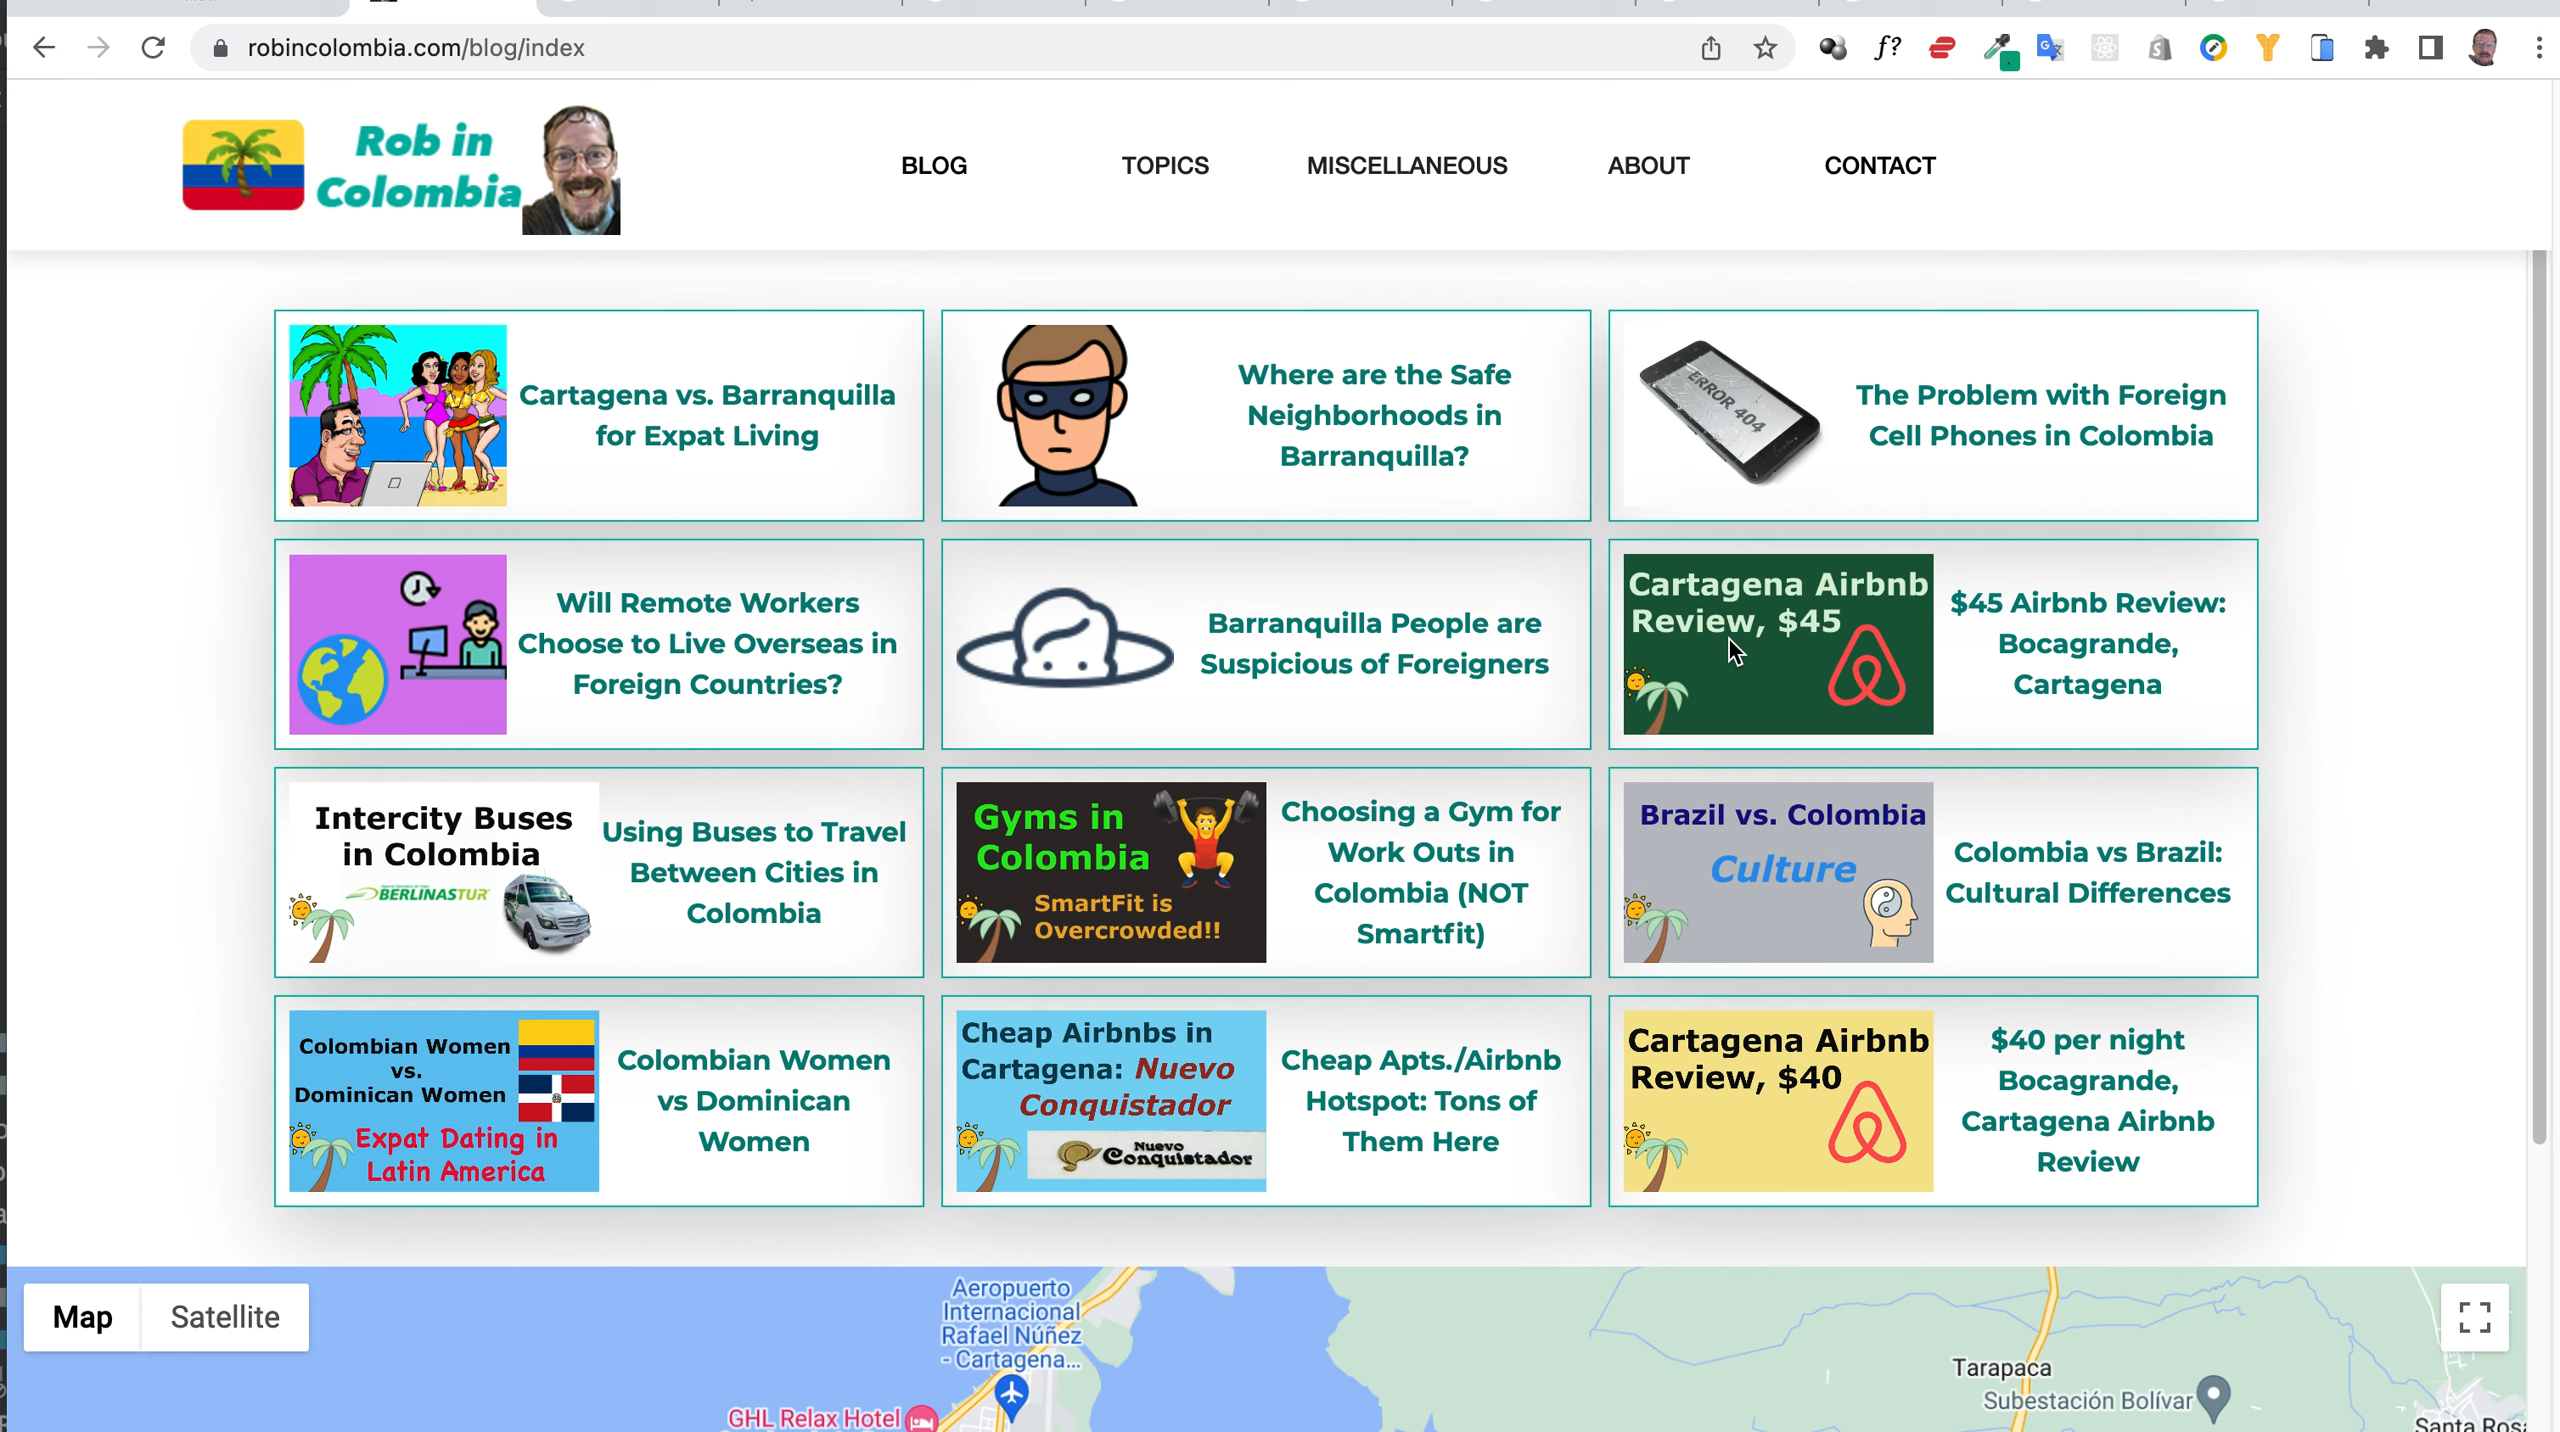 robincolombia.com/blog/index
f?
Rob in
Colombia
BLOG
TOPICS
MISCELLANEOUS
ABOUT
CONTACT
Cartagena vs. Barranquilla
for Expat Living
Where are the Safe
Neighborhoods in
Barranquilla?
ERROR 404
The Problem with Foreign
Cell Phones in Colombia
Will Remote Workers
Choose to Live Overseas in
Foreign Countries?
Barranquilla People are
Suspicious of Foreigners
Cartagena Airbnb
Review, $45
$45 Airbnb Review:
Bocagrande,
Cartagena
Intercity Buses
in Colombia
BERLINASTUR
Using Buses to Travel
Between Cities in
Colombia
Gyms in
Colombia
SmartFit is
Overcrowded!!
Choosing a Gym for
Work Outs in
Colombia (NOT
Smartfit)
Brazil vs. Colombia
Culture
Colombia vs Brazil:
Cultural Differences
Colombian Women
vs.
Dominican Women
Expat Dating in
Latin America
Colombian Women
vs Dominican
Women
Cheap Airbnbs in
Cartagena: Nuevo
Conquistador
Nuevo
Conquistador
Cheap Apts./Airbnb
Hotspot: Tons of
Them Here
Cartagena Airbnb
Review, $40
$40 per night
Bocagrande,
Cartagena Airbnb
Review
Map
Satellite
Aeropuerto
Internacional
Rafael Núñez
- Cartagena...
GHL Relax Hotel
Tarapaca
Subestación Bolívar
Santa Rosa